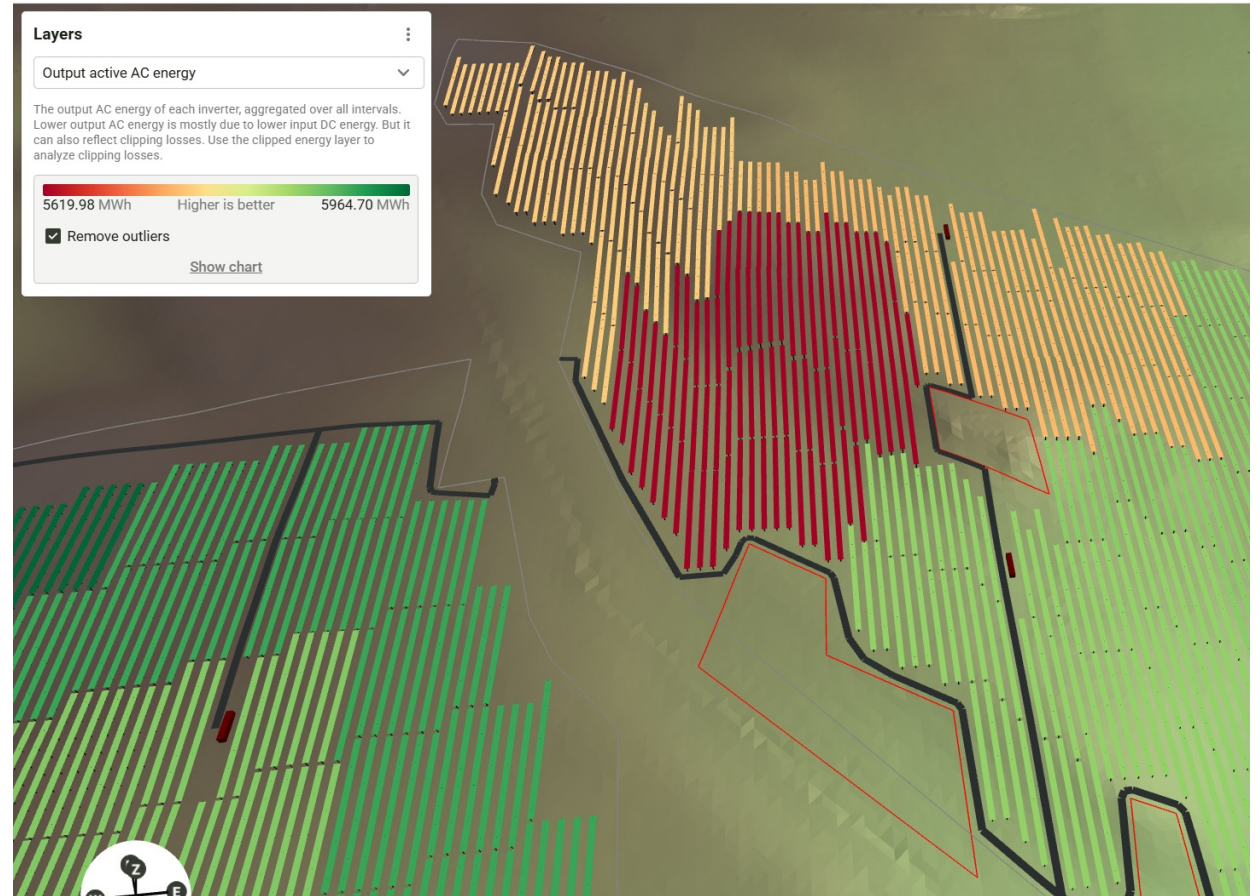 Layers
Output active AC energy
The output AC energy of each inverter, aggregated over all intervals.
Lower output AC energy is mostly due to lower input DC energy. But it
can also reflect clipping losses. Use the clipped energy layer to
analyze clipping losses.
5619.98 MWh Higher is better 5964.70 MWh
Remove outliers
Show chart
Z
E